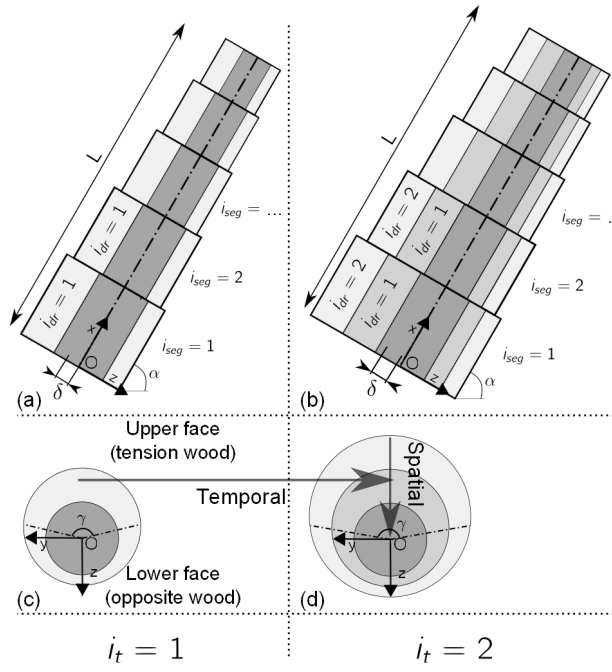 L
i_dr = 1
i_dr = 1
i_seg = ...
i_seg = 2
i_seg = 1
x
O
z
δ
α
(a)
L
i_dr = 2
i_dr = 1
i_dr = 2
i_dr = 1
i_seg = .
i_seg = 2
i_seg = 1
x
O
z
δ
α
(b)
Upper face
(tension wood)
Temporal
Spatial
γ
O
y
z
Lower face
(opposite wood)
(c)
γ
O
y
z
(d)
i_t = 1
i_t = 2